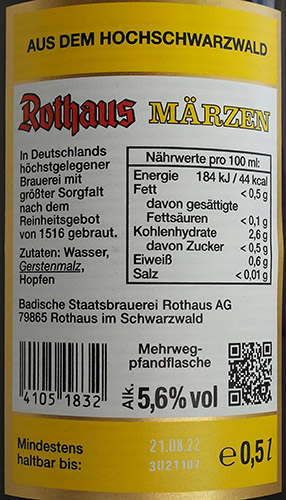 AUS DEM HOCHSCHWARZWALD
Rothaus MÄRZEN
In Deutschlands
höchstgelegener
Brauerei mit
größter Sorgfalt
nach dem
Reinheitsgebot
von 1516 gebraut.
Zutaten: Wasser,
Gerstenmalz,
Hopfen
Nährwerte pro 100 ml:
Energie 184 kJ / 44 kcal
Fett < 0,5 g
davon gesättigte
Fettsäuren < 0,1 g
Kohlenhydrate 2,6 g
davon Zucker < 0,5 g
Eiweiß 0,6 g
Salz < 0,01 g
Badische Staatsbrauerei Rothaus AG
79865 Rothaus im Schwarzwald
4105 1832
Mehrweg-
pfandflasche
Alk. 5,6% vol
Mindestens
haltbar bis:
21.08.22
3021107
e 0,5 l